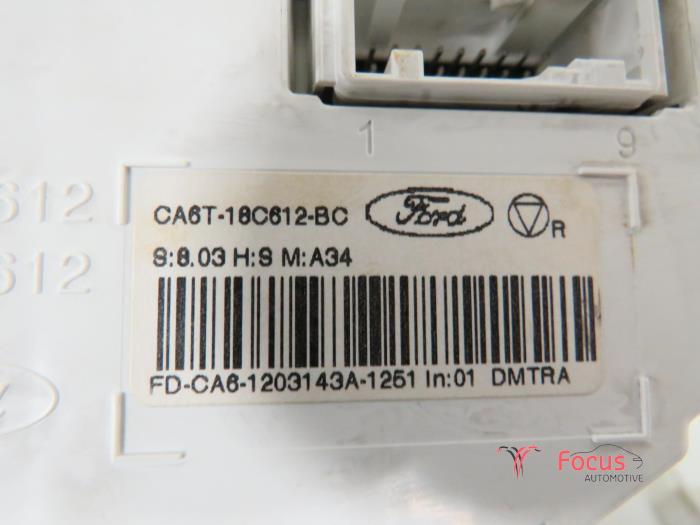 1 9
CA6T-18C612-BC Ford R
S:8.03 H:S M:A34
FD-CA6-1203143A-1251 In:01 DMTRA
612
612
Focus
AUTOMOTIVE